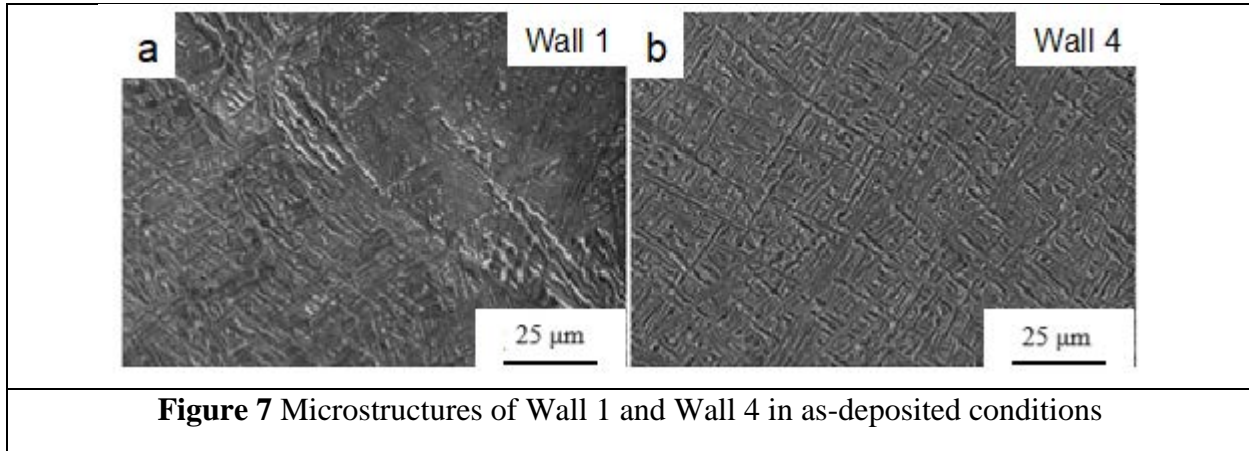 a
Wall 1
b
Wall 4
25 μm
25 μm
Figure 7 Microstructures of Wall 1 and Wall 4 in as-deposited conditions